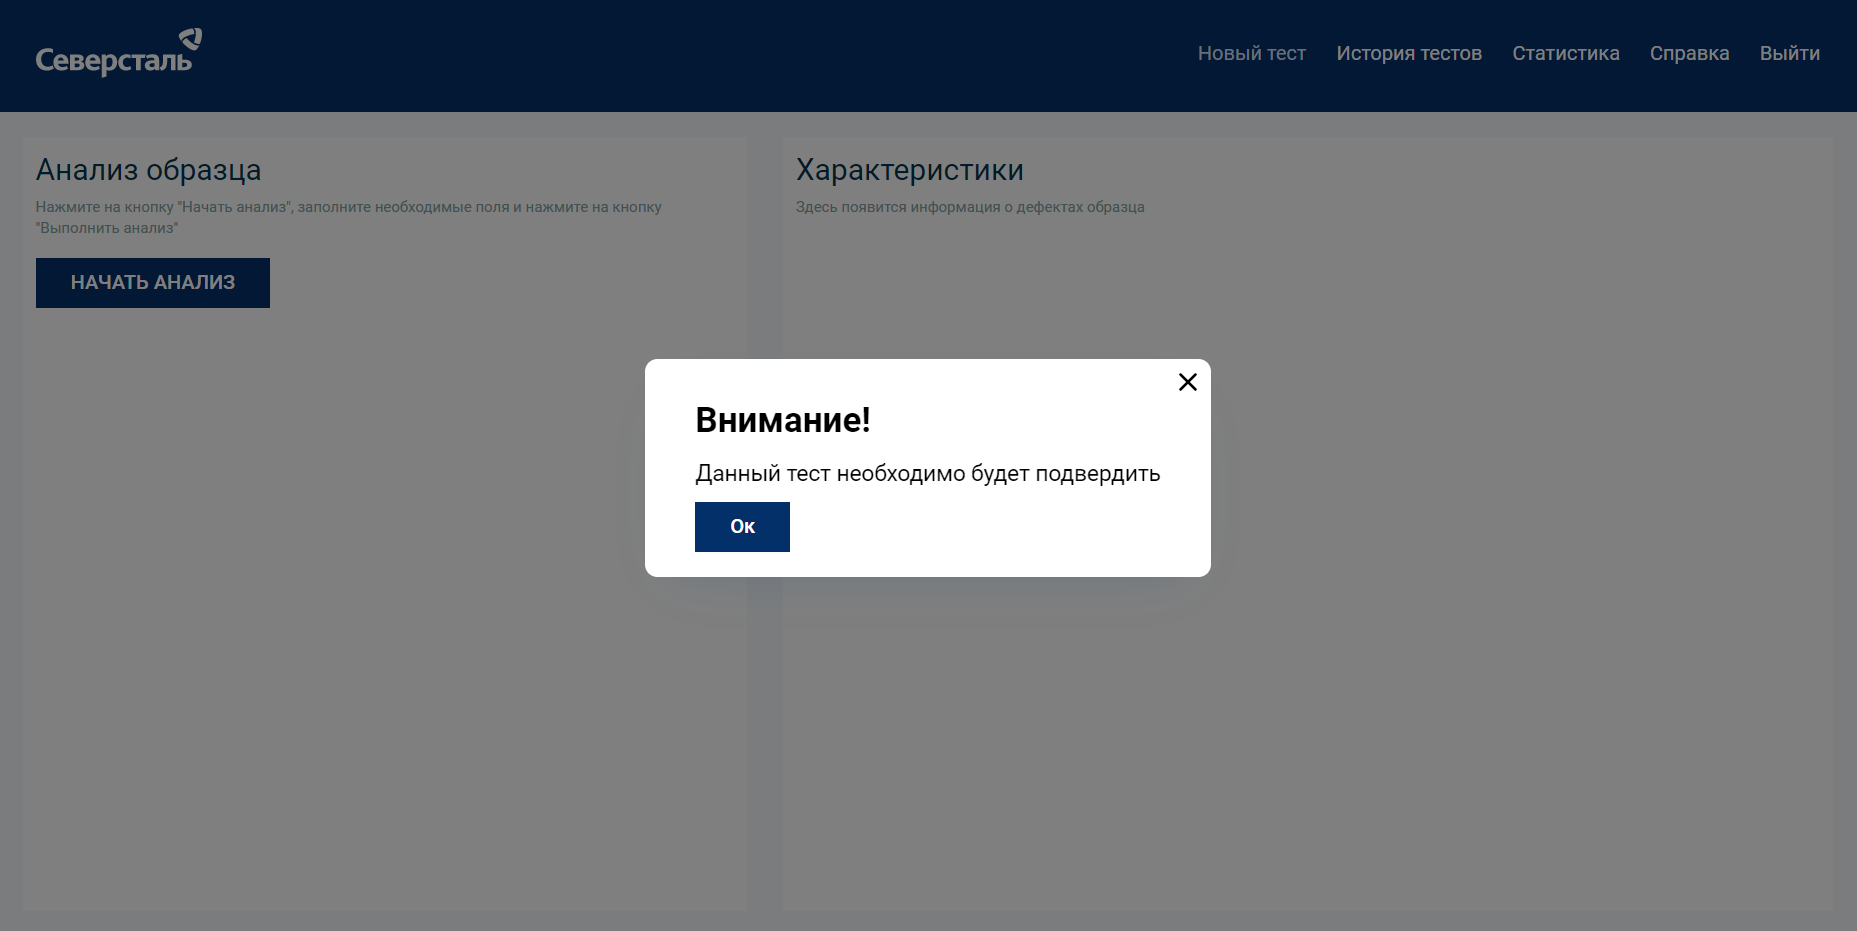 Северсталь
Новый тест История тестов Статистика Справка Выйти
Анализ образца
Нажмите на кнопку "Начать анализ", заполните необходимые поля и нажмите на кнопку
"Выполнить анализ"
НАЧАТЬ АНАЛИЗ
Характеристики
Здесь появится информация о дефектах образца
Внимание!
Данный тест необходимо будет подвердить
Ок